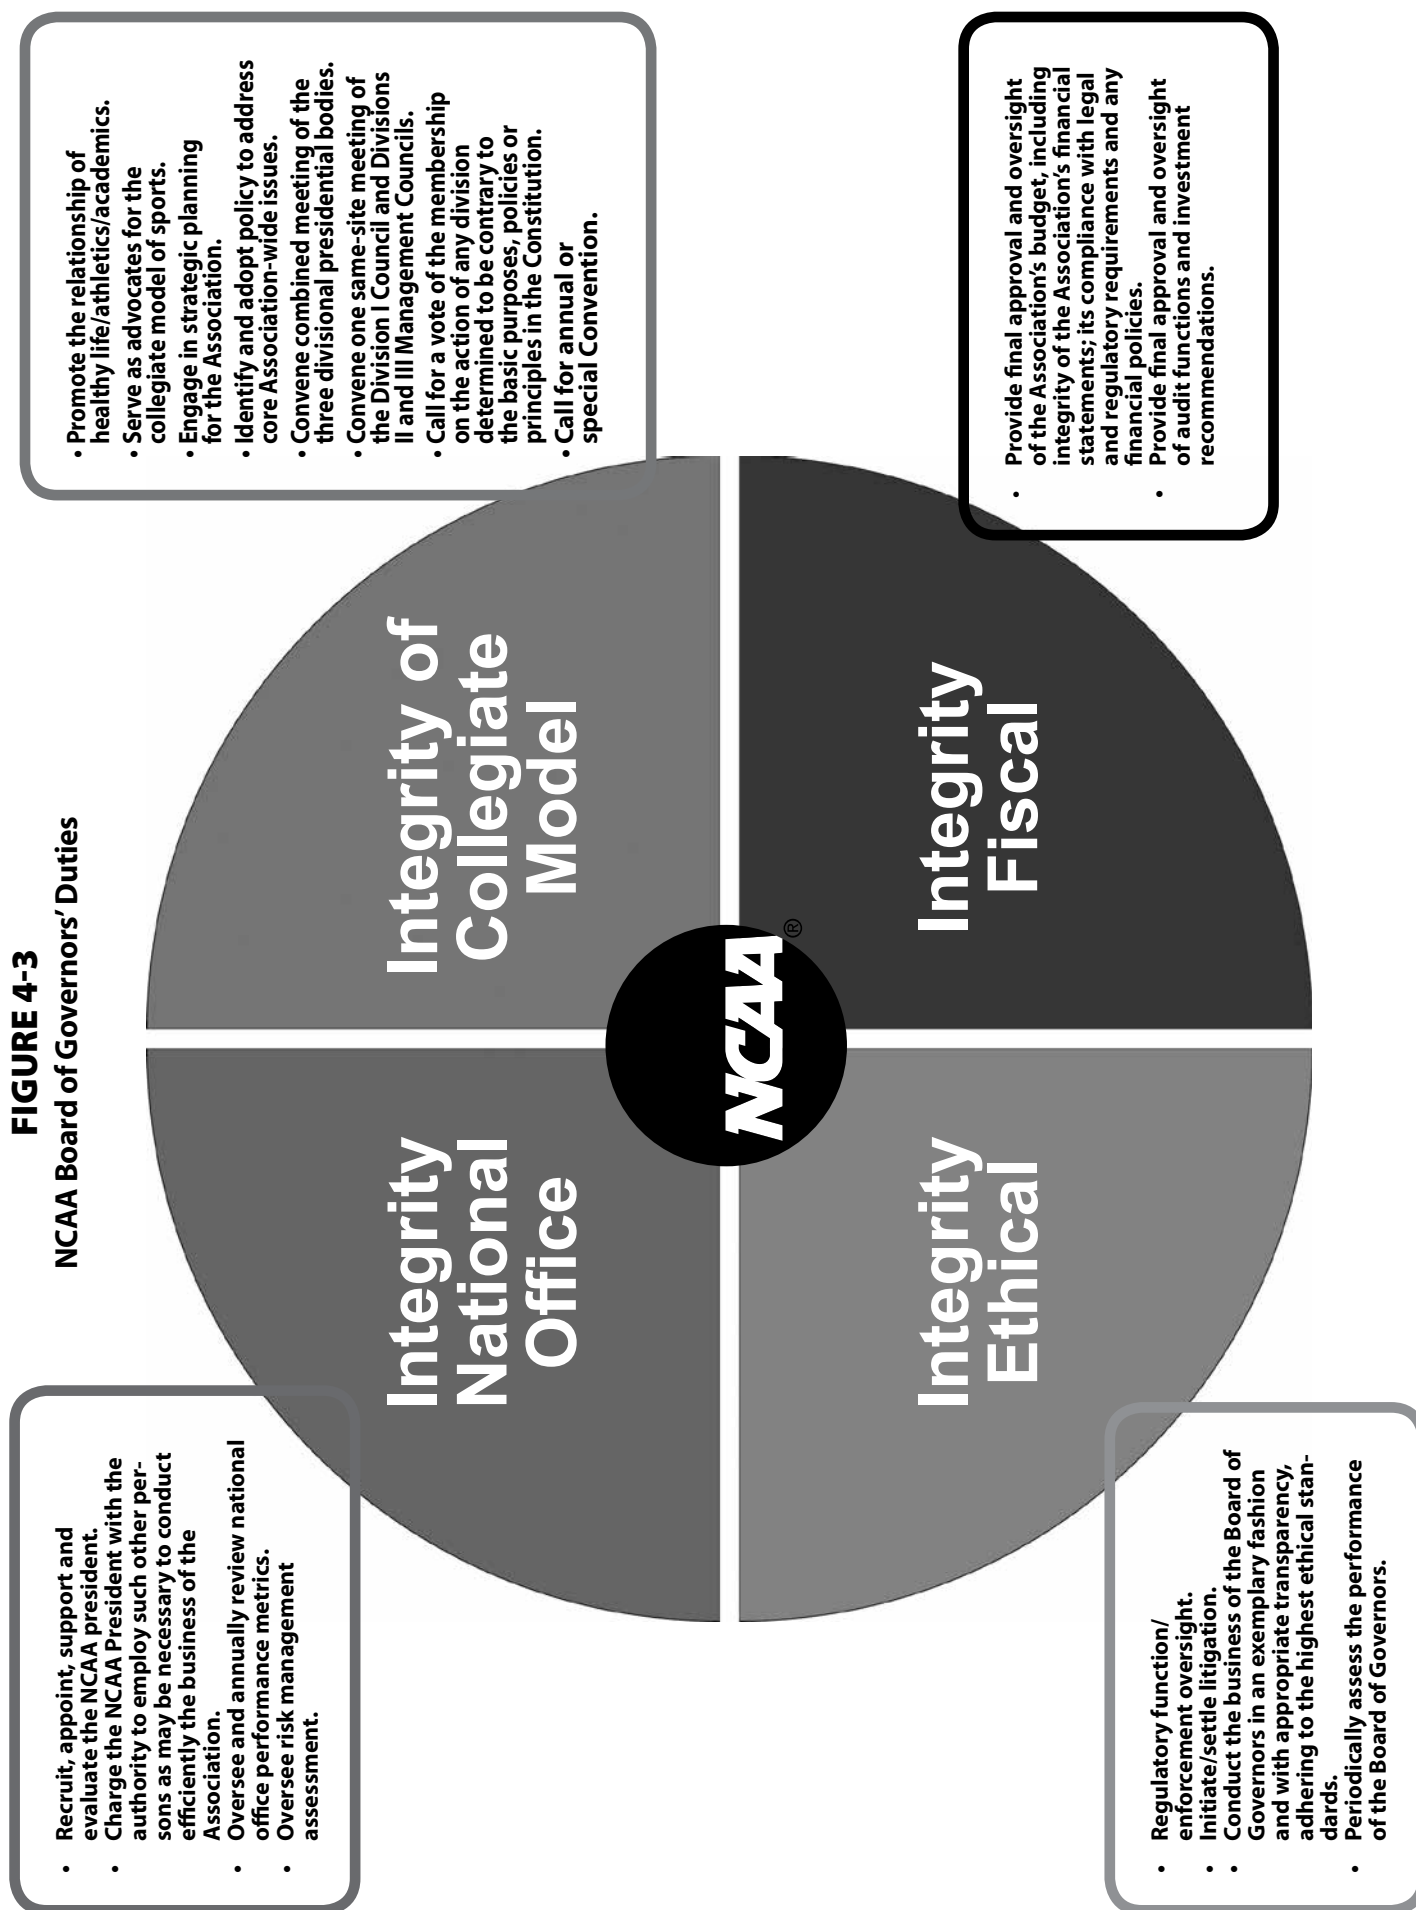 FIGURE 4-3
NCAA Board of Governors’ Duties
• Recruit, appoint, support and
evaluate the NCAA president.
• Charge the NCAA President with the
authority to employ such other per-
sons as may be necessary to conduct
efficiently the business of the
Association.
• Oversee and annually review national
office performance metrics.
• Oversee risk management
assessment.
Integrity
National
Office
Integrity of
Collegiate
Model
• Promote the relationship of
healthy life/athletics/academics.
• Serve as advocates for the
collegiate model of sports.
• Engage in strategic planning
for the Association.
• Identify and adopt policy to address
core Association-wide issues.
• Convene combined meeting of the
three divisional presidential bodies.
• Convene one same-site meeting of
the Division I Council and Divisions
II and III Management Councils.
• Call for a vote of the membership
on the action of any division
determined to be contrary to
the basic purposes, policies or
principles in the Constitution.
• Call for annual or
special Convention.
NCAA®
Integrity
Ethical
Integrity
Fiscal
• Regulatory function/
enforcement oversight.
• Initiate/settle litigation.
• Conduct the business of the Board of
Governors in an exemplary fashion
and with appropriate transparency,
adhering to the highest ethical stan-
dards.
• Periodically assess the performance
of the Board of Governors.
• Provide final approval and oversight
of the Association’s budget, including
integrity of the Association’s financial
statements; its compliance with legal
and regulatory requirements and any
financial policies.
• Provide final approval and oversight
of audit functions and investment
recommendations.